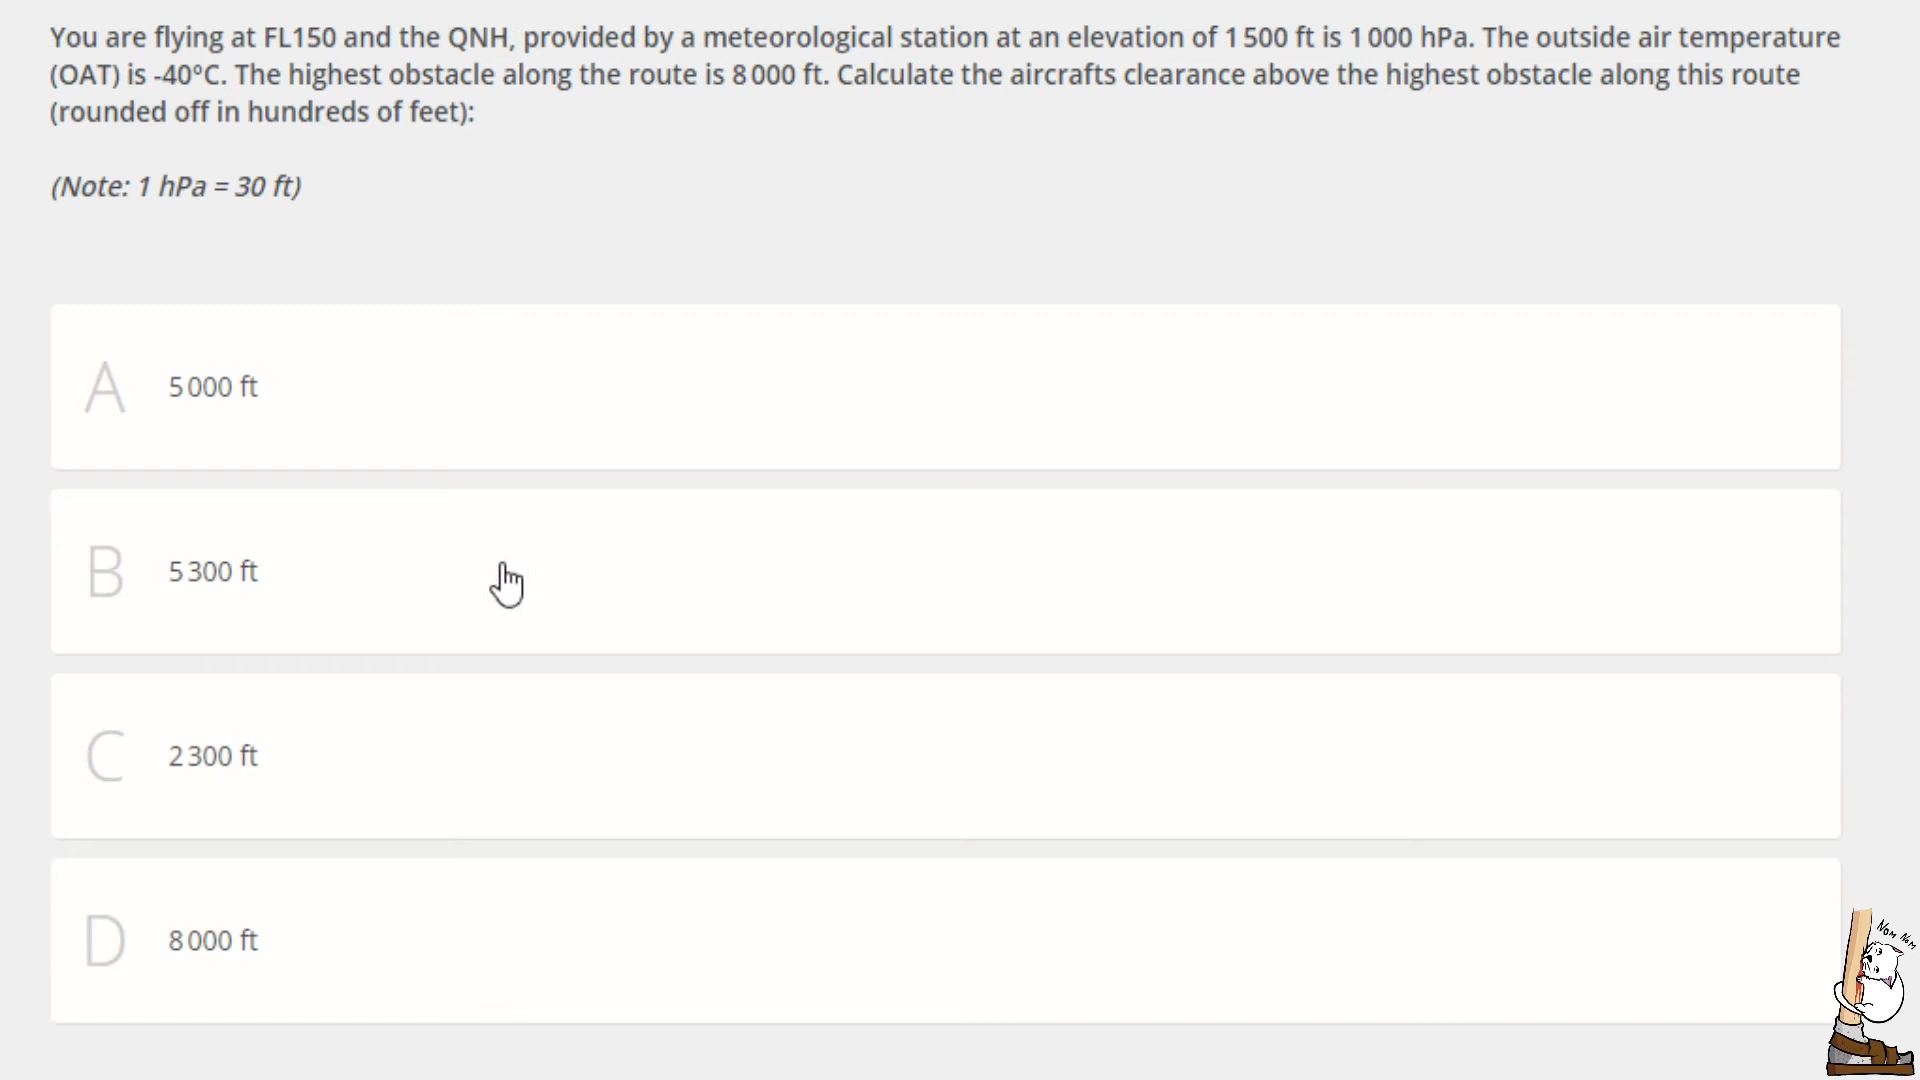 You are flying at FL150 and the QNH, provided by a meteorological station at an elevation of 1 500 ft is 1 000 hPa. The outside air temperature
(OAT) is -40ºC. The highest obstacle along the route is 8 000 ft. Calculate the aircrafts clearance above the highest obstacle along this route
(rounded off in hundreds of feet):
(Note: 1 hPa = 30 ft)
A 5 000 ft
B 5 300 ft
C 2 300 ft
D 8 000 ft
NOM NOM